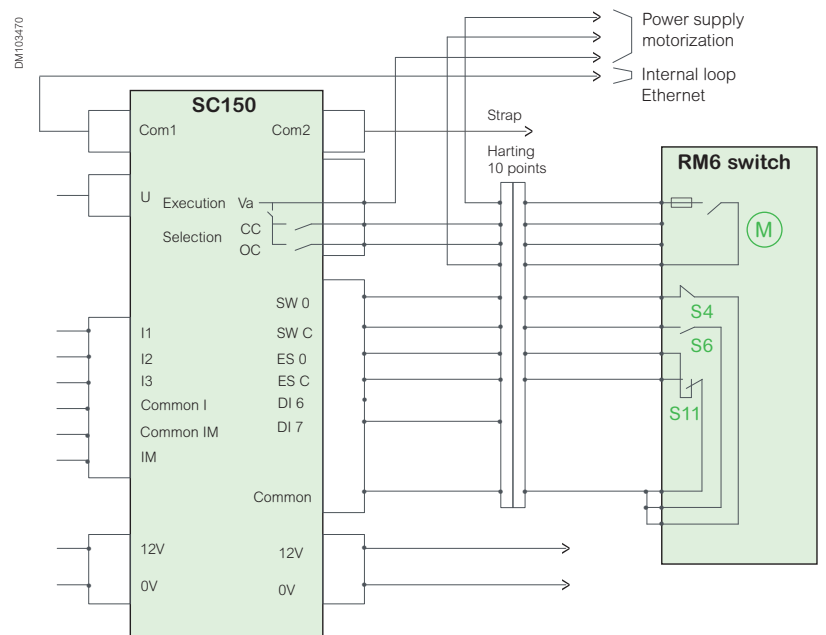 DM103470
Power supply
motorization
Internal loop
Ethernet
SC150
Com1
Com2
Strap
Harting
10 points
RM6 switch
U
Execution
Va
Selection
CC
OC
M
SW 0
S4
I1
SW C
S6
I2
ES 0
I3
ES C
Common I
DI 6
S11
Common IM
DI 7
IM
Common
12V
12V
0V
0V